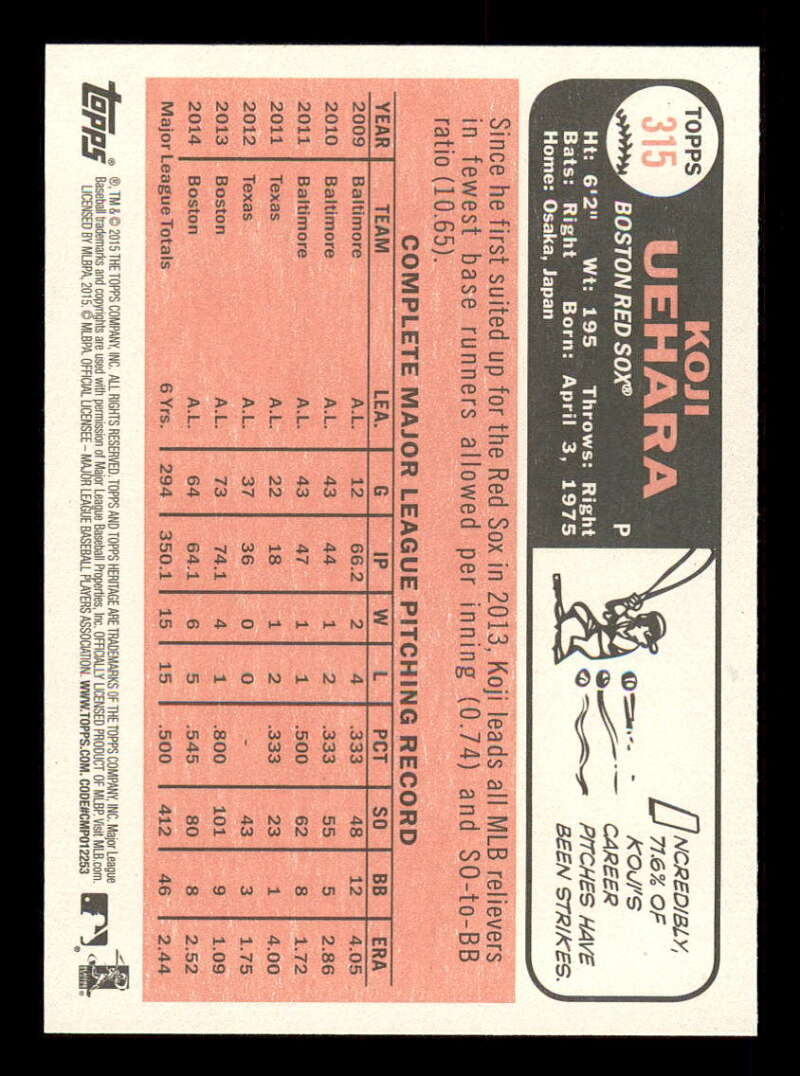 TOPPS
315
KOJI
UEHARA
P
BOSTON RED SOX®
Ht: 6'2" Wt: 195 Throws: Right
Bats: Right Born: April 3, 1975
Home: Osaka, Japan
INCREDIBLY,
71.6% OF
KOJI'S
CAREER
PITCHES HAVE
BEEN STRIKES.
Since he first suited up for the Red Sox in 2013, Koji leads all MLB relievers
in fewest base runners allowed per inning (0.74) and SO-to-BB
ratio (10.65).
COMPLETE MAJOR LEAGUE PITCHING RECORD
YEAR TEAM LEA. G IP W L PCT SO BB ERA
2009 Baltimore A.L. 12 66.2 2 4 .333 48 12 4.05
2010 Baltimore A.L. 43 44 1 2 .333 55 5 2.86
2011 Baltimore A.L. 43 47 1 1 .500 62 8 1.72
2011 Texas A.L. 22 18 1 2 .333 23 1 4.00
2012 Texas A.L. 37 36 0 0 - 43 3 1.75
2013 Boston A.L. 73 74.1 4 1 .800 101 9 1.09
2014 Boston A.L. 64 64.1 6 5 .545 80 8 2.52
Major League Totals 6 Yrs. 294 350.1 15 15 .500 412 46 2.44
topps®
®, TM & © 2015 THE TOPPS COMPANY, INC. ALL RIGHTS RESERVED. TOPPS AND TOPPS HERITAGE ARE TRADEMARKS OF THE TOPPS COMPANY, INC. Major League
Baseball trademarks and copyrights are used with permission of Major League Baseball Properties, Inc. OFFICIALLY LICENSED PRODUCT OF MLBP. Visit MLB.com.
LICENSED BY MLBPA, 2015. © MLBPA. OFFICIAL LICENSEE – MAJOR LEAGUE BASEBALL PLAYERS ASSOCIATION. WWW.TOPPS.COM. CODE#CMP012253